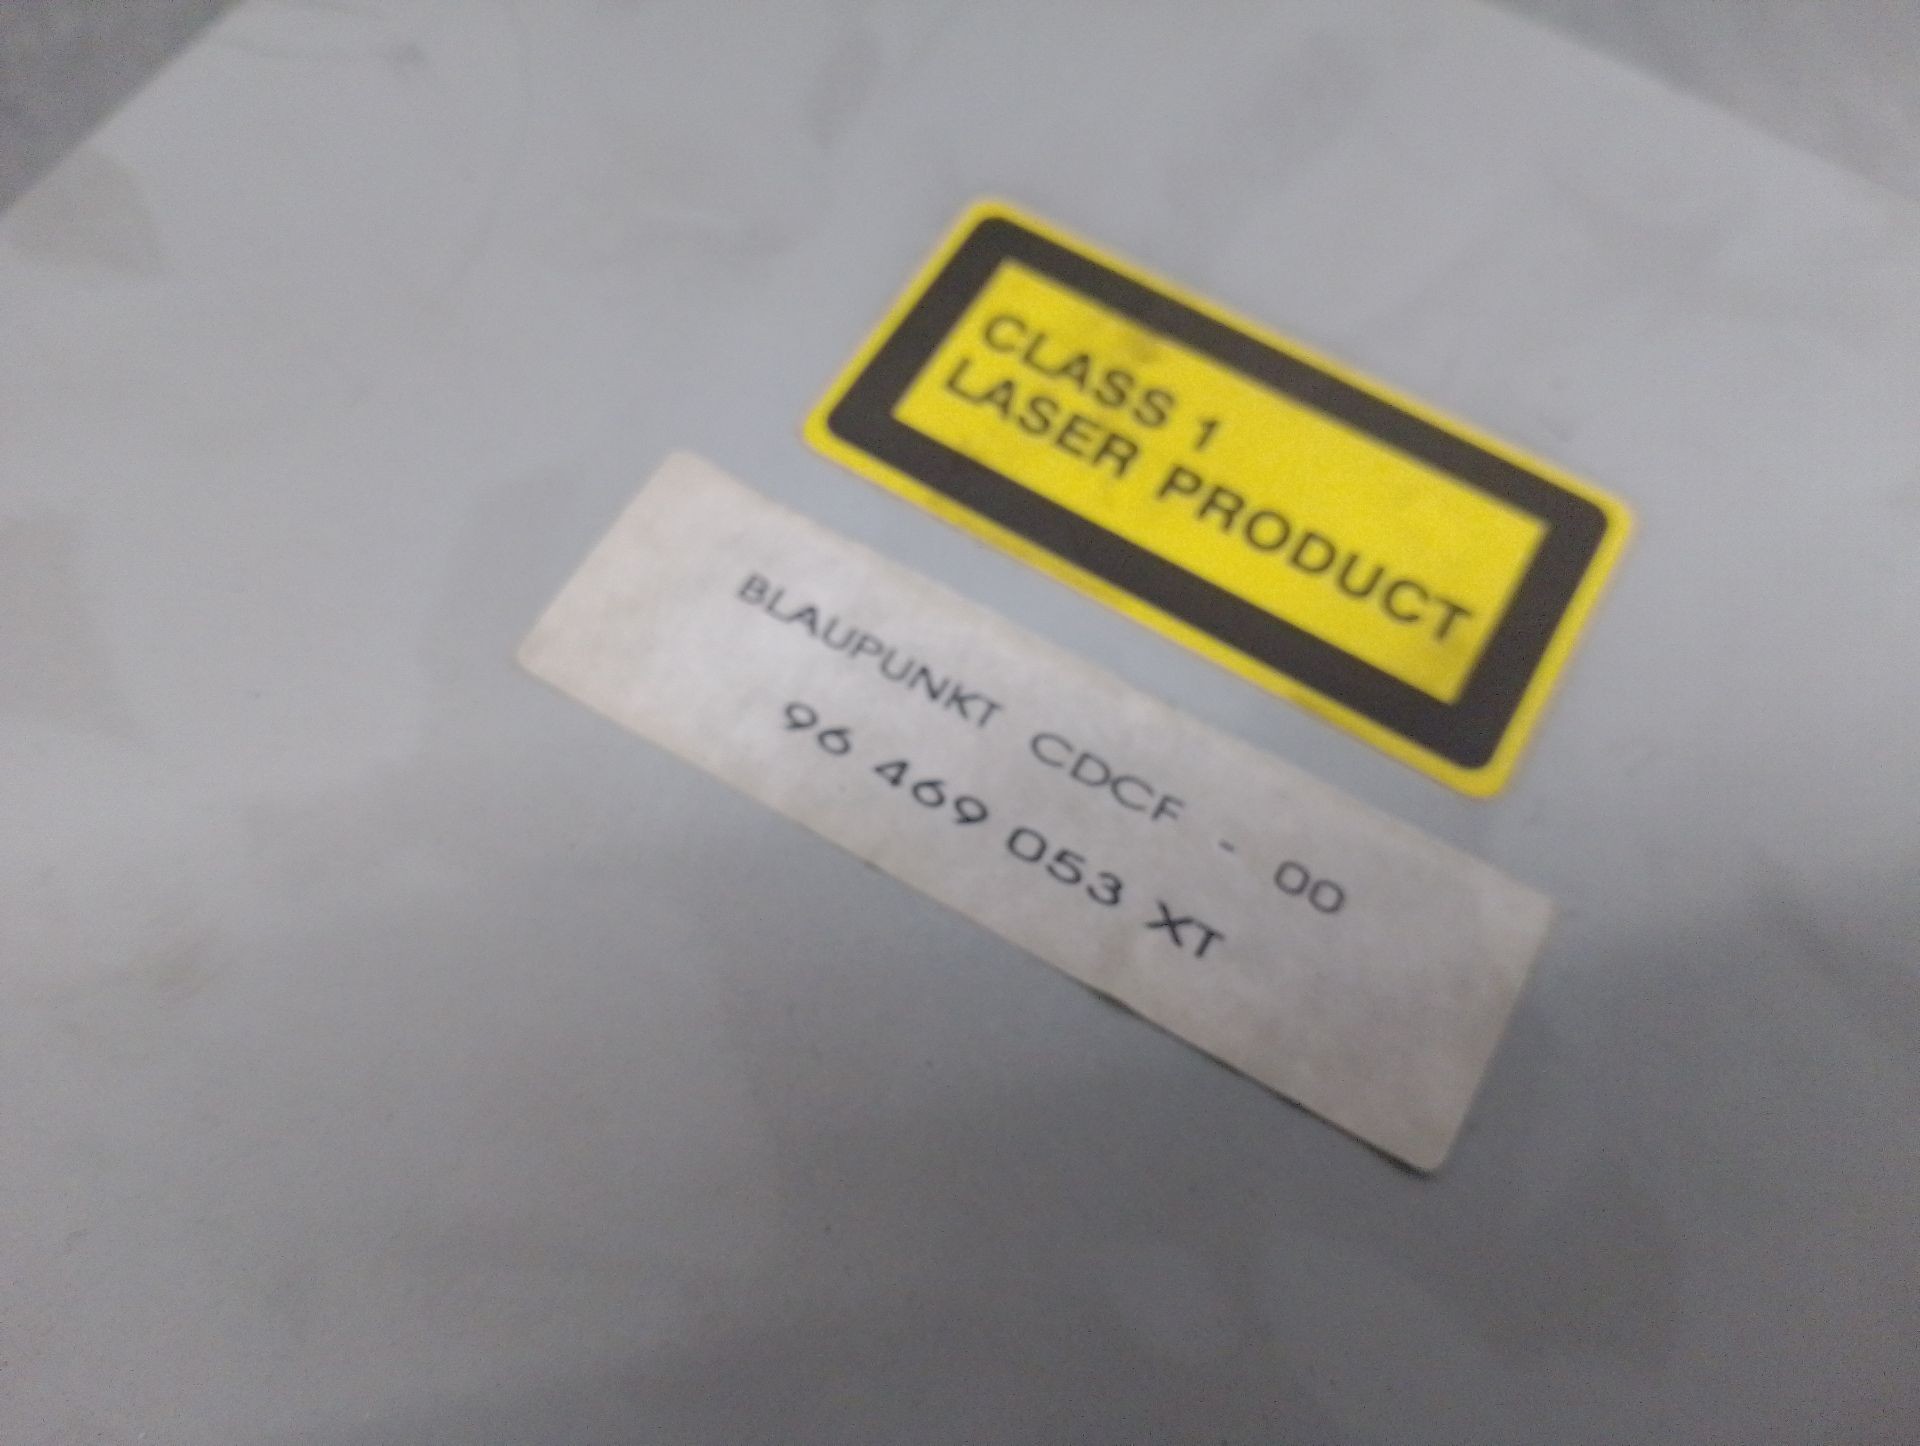 CLASS 1
LASER PRODUCT
BLAUPUNKT CDCF - 00
96 469 053 XT